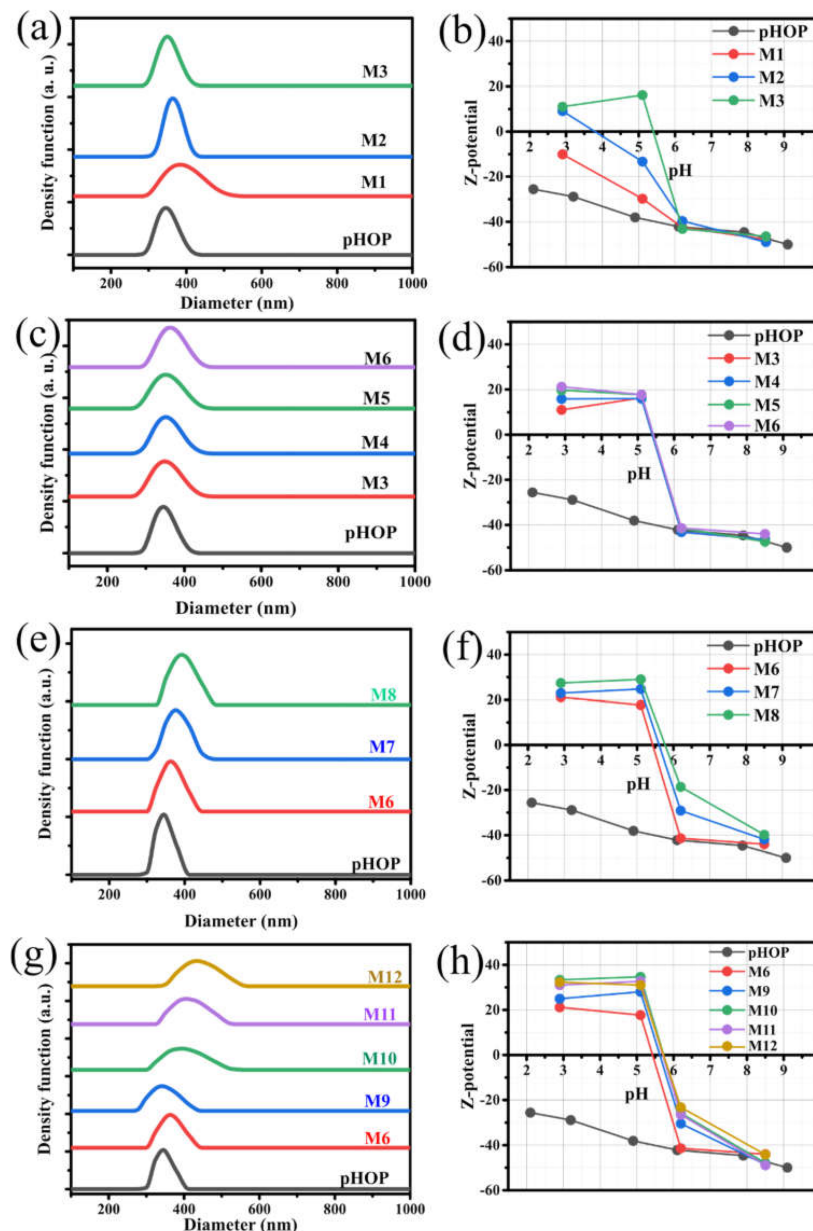 (a)
Density function (a. u.)
M3
M2
M1
pHOP
200 400 600 800 1000
Diameter (nm)
(b)
Z-potential
40
20
0
-20
-40
-60
2 3 4 5 6 7 8 9
pH
pHOP
M1
M2
M3
(c)
Density function (a. u.)
M6
M5
M4
M3
pHOP
200 400 600 800 1000
Diameter (nm)
(d)
Z-potential
40
20
0
-20
-40
-60
2 3 4 5 6 7 8 9
pH
pHOP
M3
M4
M5
M6
(e)
Density function (a.u.)
M8
M7
M6
pHOP
200 400 600 800 1000
Diameter (nm)
(f)
Z-potential
40
20
0
-20
-40
-60
2 3 4 5 6 7 8 9
pH
pHOP
M6
M7
M8
(g)
Density function (a.u.)
M12
M11
M10
M9
M6
pHOP
200 400 600 800 1000
Diameter (nm)
(h)
Z-potential
40
20
0
-20
-40
-60
2 3 4 5 6 7 8 9
pH
pHOP
M6
M9
M10
M11
M12